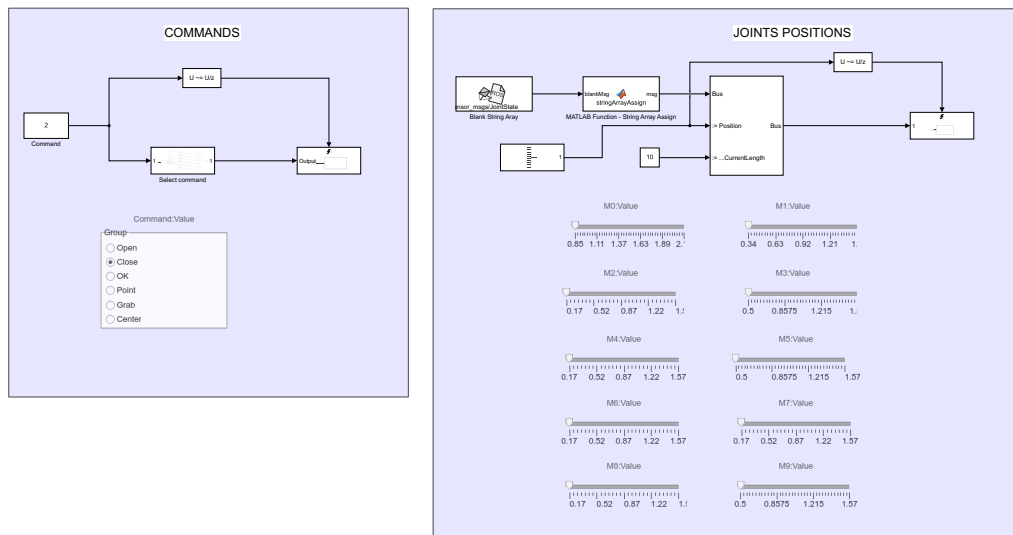 COMMANDS
U ~= U/z
2
Command
1
1
Select command
Output
Command:Value
Group
Open
Close
OK
Point
Grab
Center
JOINTS POSITIONS
U ~= U/z
ROS
nsor_msgs/JointState
Blank String Aray
blankMsg
msg
stringArrayAssign
MATLAB Function - String Array Assign
Bus
:= Position
:= ...CurrentLength
Bus
1
1
10
M0:Value
0.85 1.11 1.37 1.63 1.89 2.
M1:Value
0.34 0.63 0.92 1.21 1.
M2:Value
0.17 0.52 0.87 1.22 1.
M3:Value
0.5 0.8575 1.215 1.
M4:Value
0.17 0.52 0.87 1.22 1.57
M5:Value
0.5 0.8575 1.215 1.57
M6:Value
0.17 0.52 0.87 1.22 1.57
M7:Value
0.17 0.52 0.87 1.22 1.57
M8:Value
0.17 0.52 0.87 1.22 1.
M9:Value
0.5 0.8575 1.215 1.57